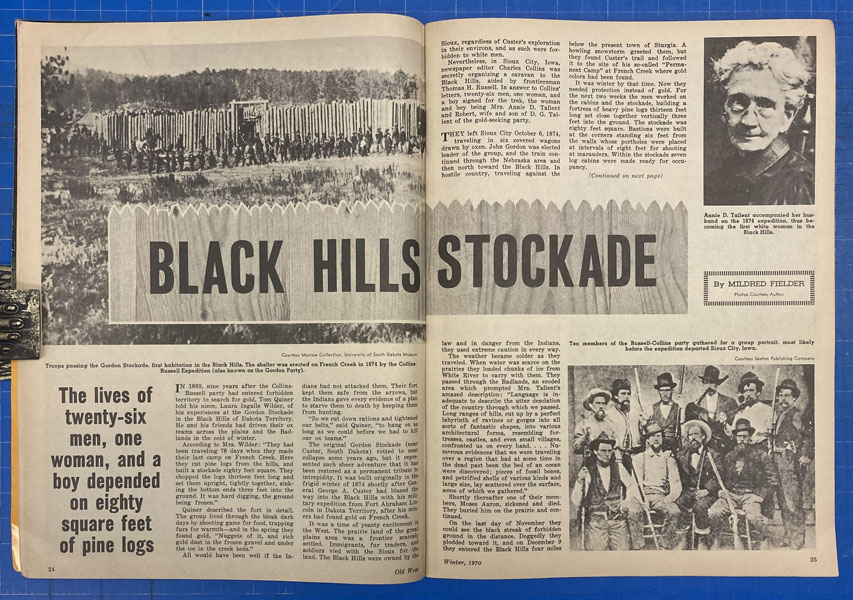 BLACK HILLS STOCKADE
Courtesy Morrow Collection, University of South Dakota Museum
Troops passing the Gordon Stockade, first habitation in the Black Hills. The shelter was erected on French Creek in 1874 by the Collins-
Russell Expedition (also known as the Gordon Party).
The lives of
twenty-six
men, one
woman, and a
boy depended
on eighty
square feet
of pine logs
IN 1883, nine years after the Collins-
Russell party had entered forbidden
territory to search for gold, Tom Quiner
told his niece, Laura Ingalls Wilder, of
his experiences at the Gordon Stockade
in the Black Hills of Dakota Territory.
He and his friends had driven their ox
teams across the plains and the Bad-
lands in the cold of winter.
According to Mrs. Wilder: "They had
been traveling 78 days when they made
their last camp on French Creek. Here
they cut pine logs from the hills, and
built a stockade eighty feet square. They
chopped the logs thirteen feet long and
set them upright, tightly together, sink-
ing the bottom ends three feet into the
ground. It was hard digging, the ground
being frozen."
Quiner described the fort in detail.
The group lived through the bleak dark
days by shooting game for food, trapping
furs for warmth—and in the spring they
found gold, "Nuggets of it, and rich
gold dust in the frozen gravel and under
the ice in the creek beds."
All would have been well if the In-
dians had not attacked them. Their fort
kept them safe from the arrows, but
the Indians gave every evidence of a plan
to starve them to death by keeping them
from hunting.
"So we cut down rations and tightened
our belts," said Quiner, "to hang on as
long as we could before we had to kill
our ox teams."
The original Gordon Stockade (near
Custer, South Dakota) rotted to near
collapse some years ago, but it repre-
sented such sheer adventure that it has
been restored as a permanent tribute to
intrepidity. It was built originally in the
frigid winter of 1874 shortly after Gen-
eral George A. Custer had blazed the
way into the Black Hills with his mili-
tary expedition from Fort Abraham Lin-
coln in Dakota Territory, after his min-
ers had found gold on French Creek.
It was a time of yeasty excitement in
the West. The prairie land of the great
plains area was a frontier scarcely
settled. Immigrants, fur traders, and
soldiers vied with the Sioux for the
land. The Black Hills were owned by the
24
Old West
Sioux, regardless of Custer's exploration
in their environs, and as such were for-
bidden to white men.
Nevertheless, in Sioux City, Iowa,
newspaper editor Charles Collins was
secretly organizing a caravan to the
Black Hills, aided by frontiersman
Thomas H. Russell. In answer to Collins'
letters, twenty-six men, one woman, and
a boy signed for the trek, the woman
and boy being Mrs. Annie D. Tallent
and Robert, wife and son of D. G. Tal-
lent of the gold-seeking party.
THEY left Sioux City October 6, 1874,
traveling in six covered wagons
drawn by oxen. John Gordon was elected
leader of the group, and the train con-
tinued through the Nebraska area and
then north toward the Black Hills. In
hostile country, traveling against the
law and in danger from the Indians,
they used extreme caution in every way.
The weather became colder as they
traveled. When water was scarce on the
prairies they loaded chunks of ice from
White River to carry with them. They
passed through the Badlands, an eroded
area which prompted Mrs. Tallent's
amazed description: "Language is in-
adequate to describe the utter desolation
of the country through which we passed.
Long ranges of hills, cut up by a perfect
labyrinth of ravines or gorges into all
sorts of fantastic shapes, into various
architectural forms, resembling for-
tresses, castles, and even small villages,
confronted us on every hand. . . . Nu-
merous evidences that we were traveling
over a region that had at some time in
the dead past been the bed of an ocean
were discovered; pieces of fossil bones,
and petrified shells of various kinds and
large size, lay scattered over the surface,
some of which we gathered."
Shortly thereafter one of their mem-
bers, Moses Aaron, sickened and died.
They buried him on the prairie and con-
tinued.
On the last day of November they
could see the black streak of forbidden
ground in the distance. Doggedly they
plodded toward it, and on December 9
they entered the Black Hills four miles
below the present town of Sturgis. A
howling snowstorm greeted them, but
they found Custer's trail and followed
it to the site of his so-called "Perma-
nent Camp" at French Creek where gold
colors had been found.
It was winter by that time. Now they
needed protection instead of gold. For
the next two weeks the men worked on
the cabins and the stockade, building a
fortress of heavy pine logs thirteen feet
long set close together vertically three
feet into the ground. The stockade was
eighty feet square. Bastions were built
at the corners standing six feet from
the walls whose portholes were placed
at intervals of eight feet for shooting
at marauders. Within the stockade seven
log cabins were made ready for occu-
pancy.
(Continued on next page)
Annie D. Tallent accompanied her hus-
band on the 1874 expedition, thus be-
coming the first white woman in the
Black Hills.
By MILDRED FIELDER
Photos Courtesy Author
Ten members of the Russell-Collins party gathered for a group portrait, most likely
before the expedition departed Sioux City, Iowa.
Courtesy Seaton Publishing Company
Winter, 1970
25